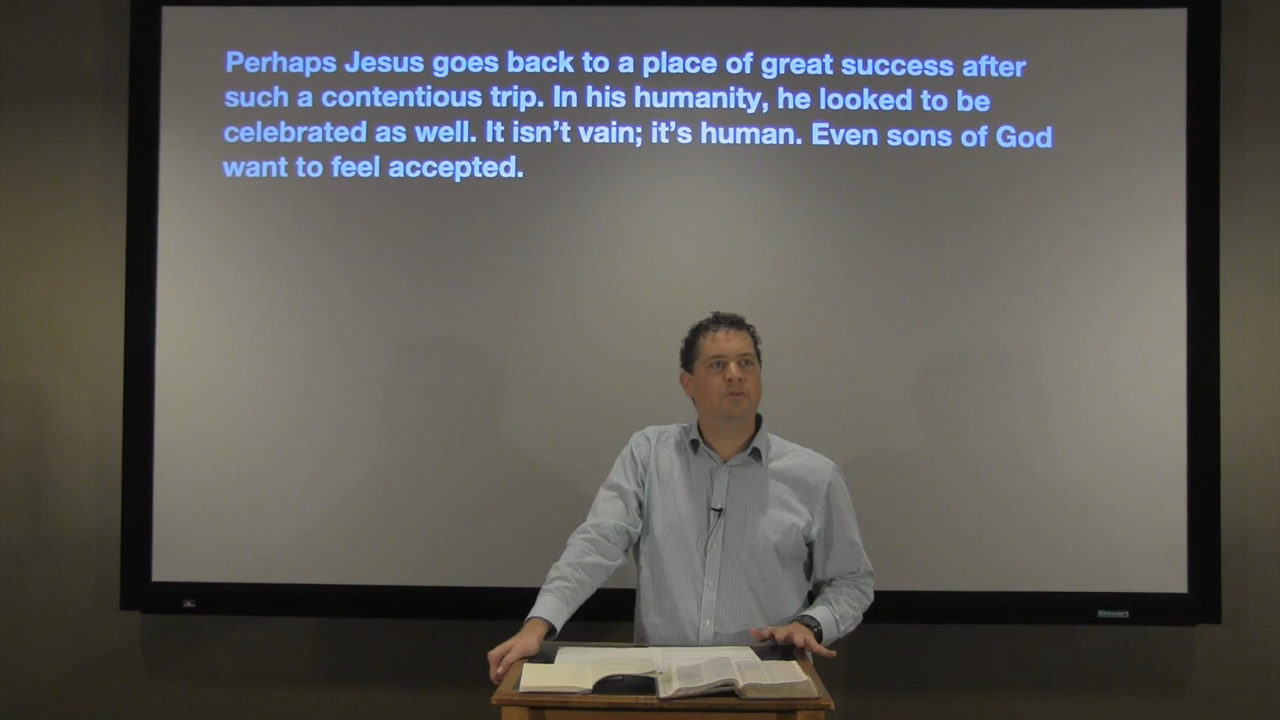 Perhaps Jesus goes back to a place of great success after
such a contentious trip. In his humanity, he looked to be
celebrated as well. It isn’t vain; it’s human. Even sons of God
want to feel accepted.
Stewart